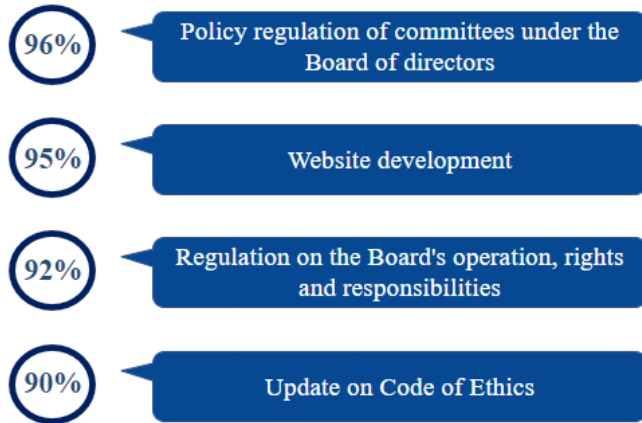 96%
Policy regulation of committees under the
Board of directors
95%
Website development
92%
Regulation on the Board's operation, rights
and responsibilities
90%
Update on Code of Ethics